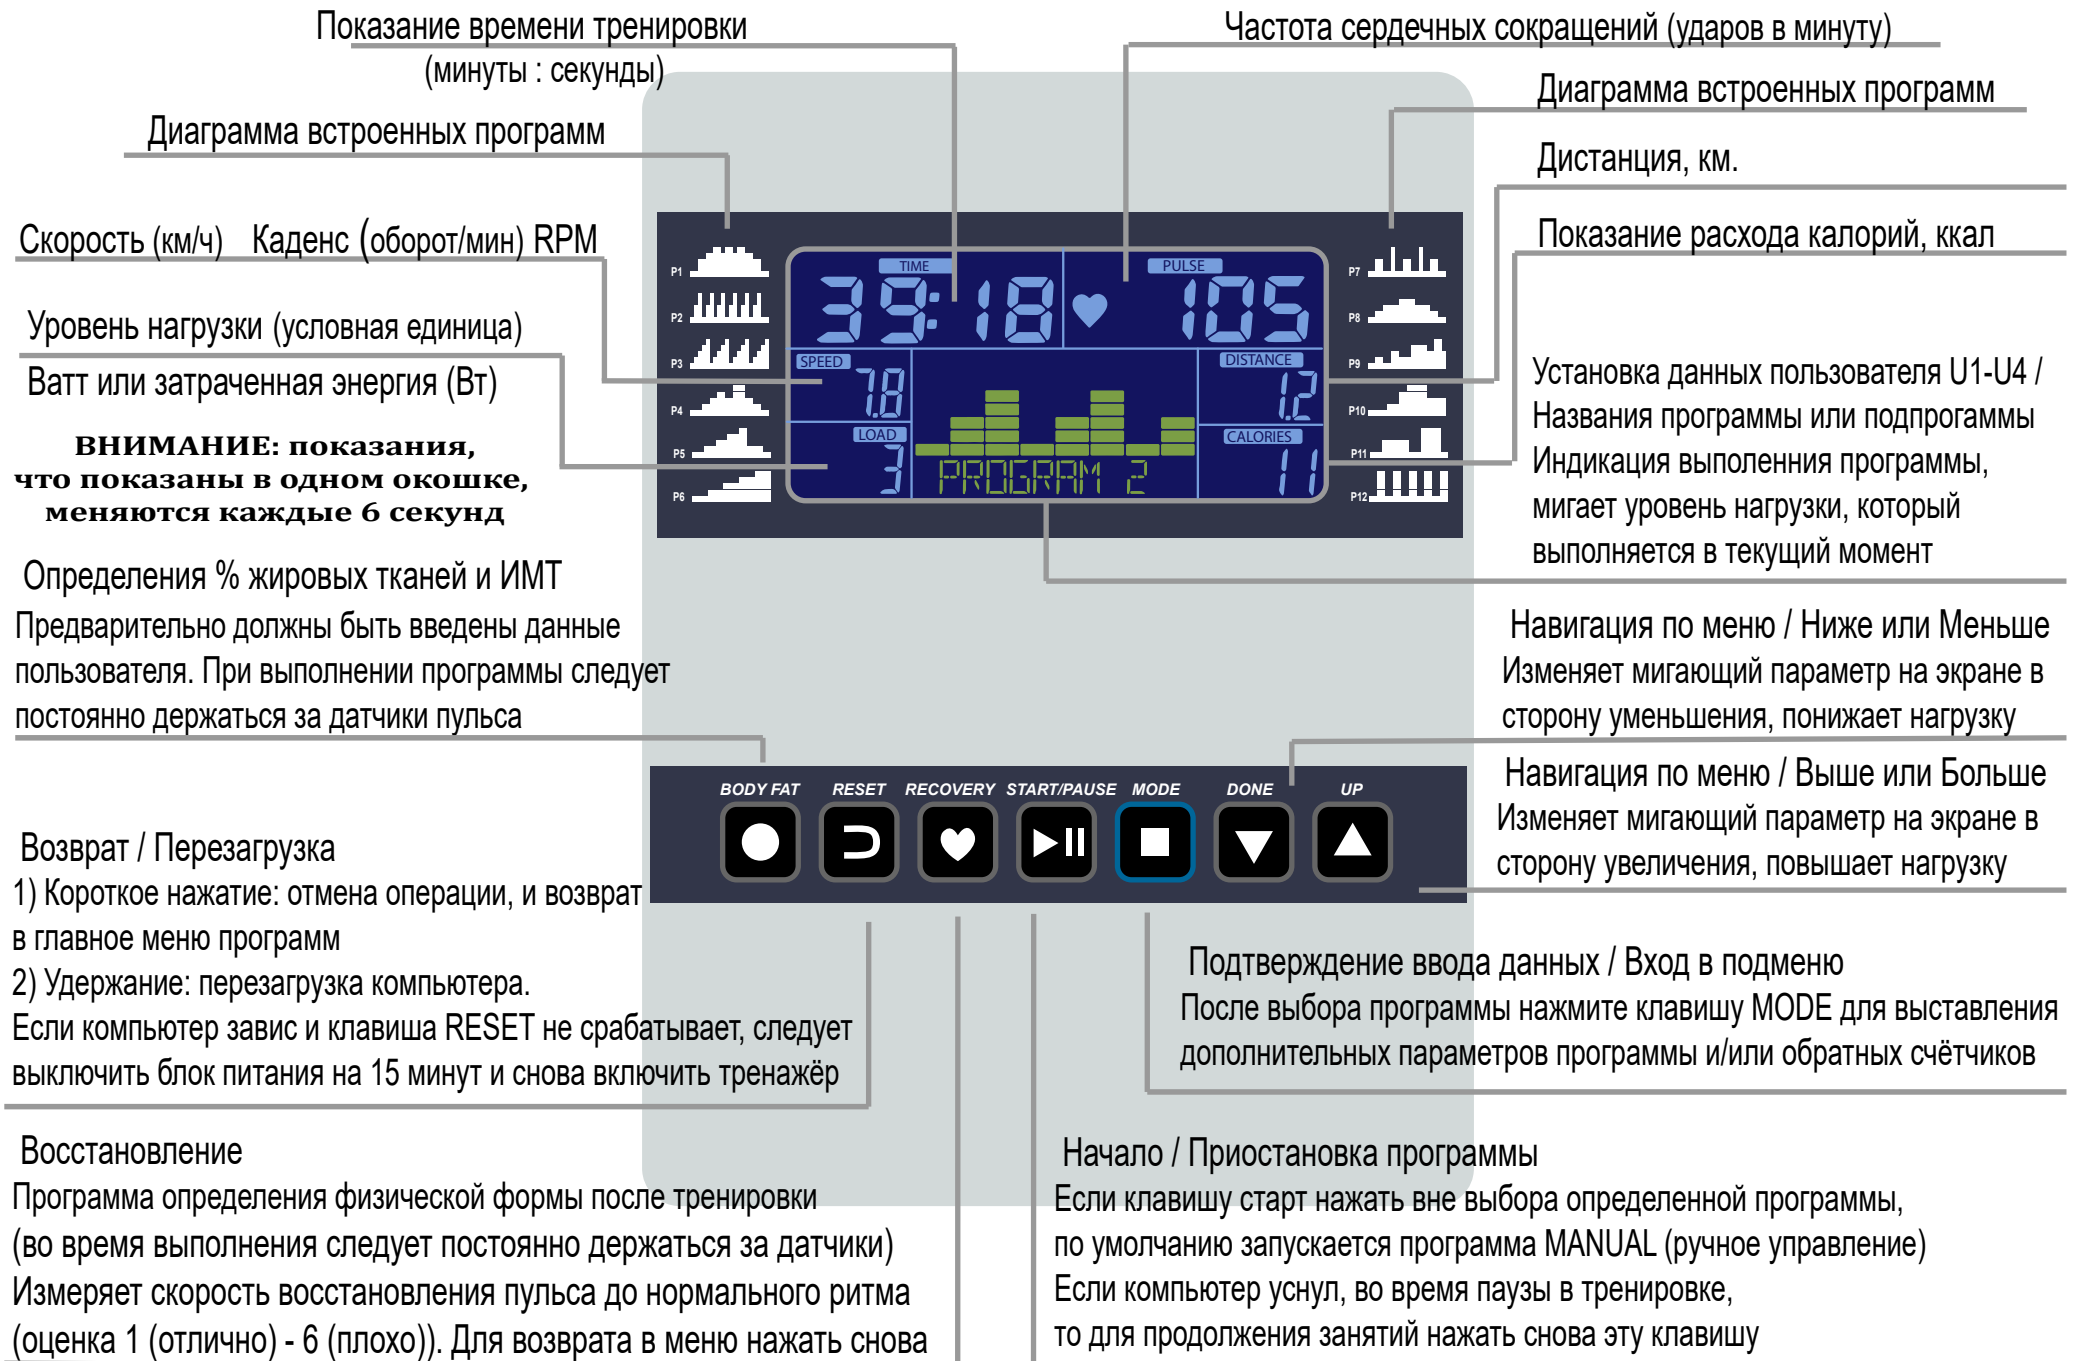 Показание времени тренировки
(минуты : секунды)
Частота сердечных сокращений (ударов в минуту)
Диаграмма встроенных программ
Диаграмма встроенных программ
Дистанция, км.
Скорость (км/ч) Каденс (оборот/мин) RPM
Показание расхода калорий, ккал
Уровень нагрузки (условная единица)
Ватт или затраченная энергия (Вт)
ВНИМАНИЕ: показания,
что показаны в одном окошке,
меняются каждые 6 секунд
P1
P2
P3
P4
P5
P6
TIME
39:18
PULSE
105
SPEED
7.8
DISTANCE
1.2
LOAD
3
CALORIES
11
PROGRAM 2
P7
P8
P9
P10
P11
P12
Установка данных пользователя U1-U4 /
Названия программы или подпрогаммы
Индикация выполенния программы,
мигает уровень нагрузки, который
выполняется в текущий момент
Определения % жировых тканей и ИМТ
Предварительно должны быть введены данные
пользователя. При выполнении программы следует
постоянно держаться за датчики пульса
Навигация по меню / Ниже или Меньше
Изменяет мигающий параметр на экране в
сторону уменьшения, понижает нагрузку
BODY FAT RESET RECOVERY START/PAUSE MODE DONE UP
Навигация по меню / Выше или Больше
Изменяет мигающий параметр на экране в
сторону увеличения, повышает нагрузку
Возврат / Перезагрузка
1) Короткое нажатие: отмена операции, и возврат
в главное меню программ
2) Удержание: перезагрузка компьютера.
Если компьютер завис и клавиша RESET не срабатывает, следует
выключить блок питания на 15 минут и снова включить тренажёр
Подтверждение ввода данных / Вход в подменю
После выбора программы нажмите клавишу MODE для выставления
дополнительных параметров программы и/или обратных счётчиков
Восстановление
Программа определения физической формы после тренировки
(во время выполнения следует постоянно держаться за датчики)
Измеряет скорость восстановления пульса до нормального ритма
(оценка 1 (отлично) - 6 (плохо)). Для возврата в меню нажать снова
Начало / Приостановка программы
Если клавишу старт нажать вне выбора определенной программы,
по умолчанию запускается программа MANUAL (ручное управление)
Если компьютер уснул, во время паузы в тренировке,
то для продолжения занятий нажать снова эту клавишу